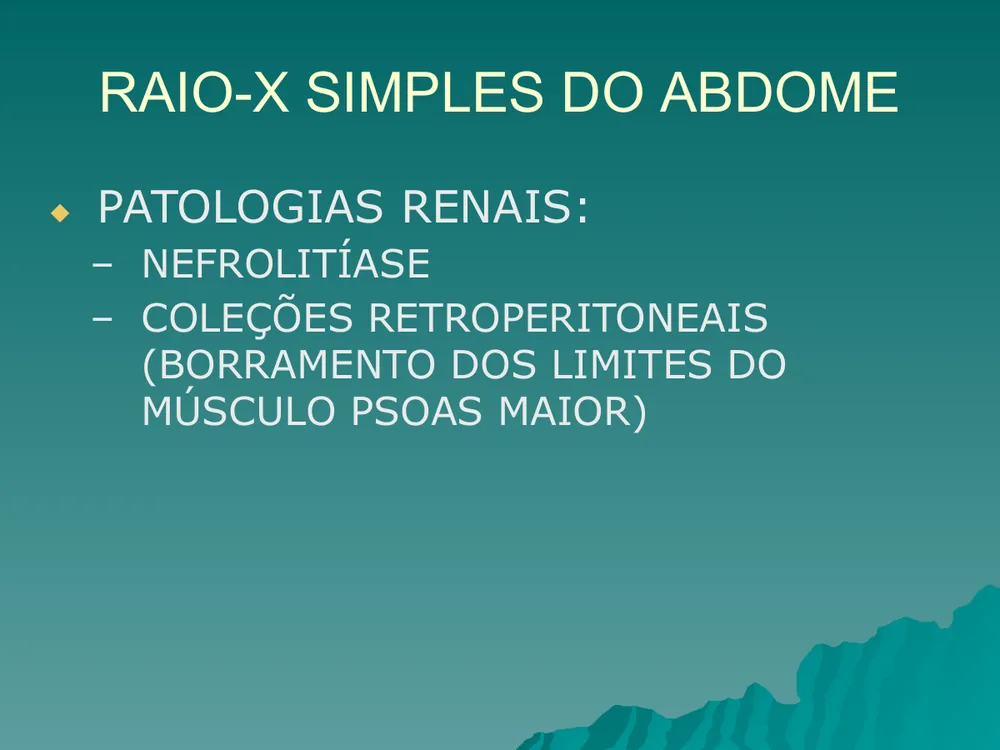 RAIO-X SIMPLES DO ABDOME
PATOLOGIAS RENAIS:
– NEFROLITÍASE
– COLEÇÕES RETROPERITONEAIS
(BORRAMENTO DOS LIMITES DO
MÚSCULO PSOAS MAIOR)